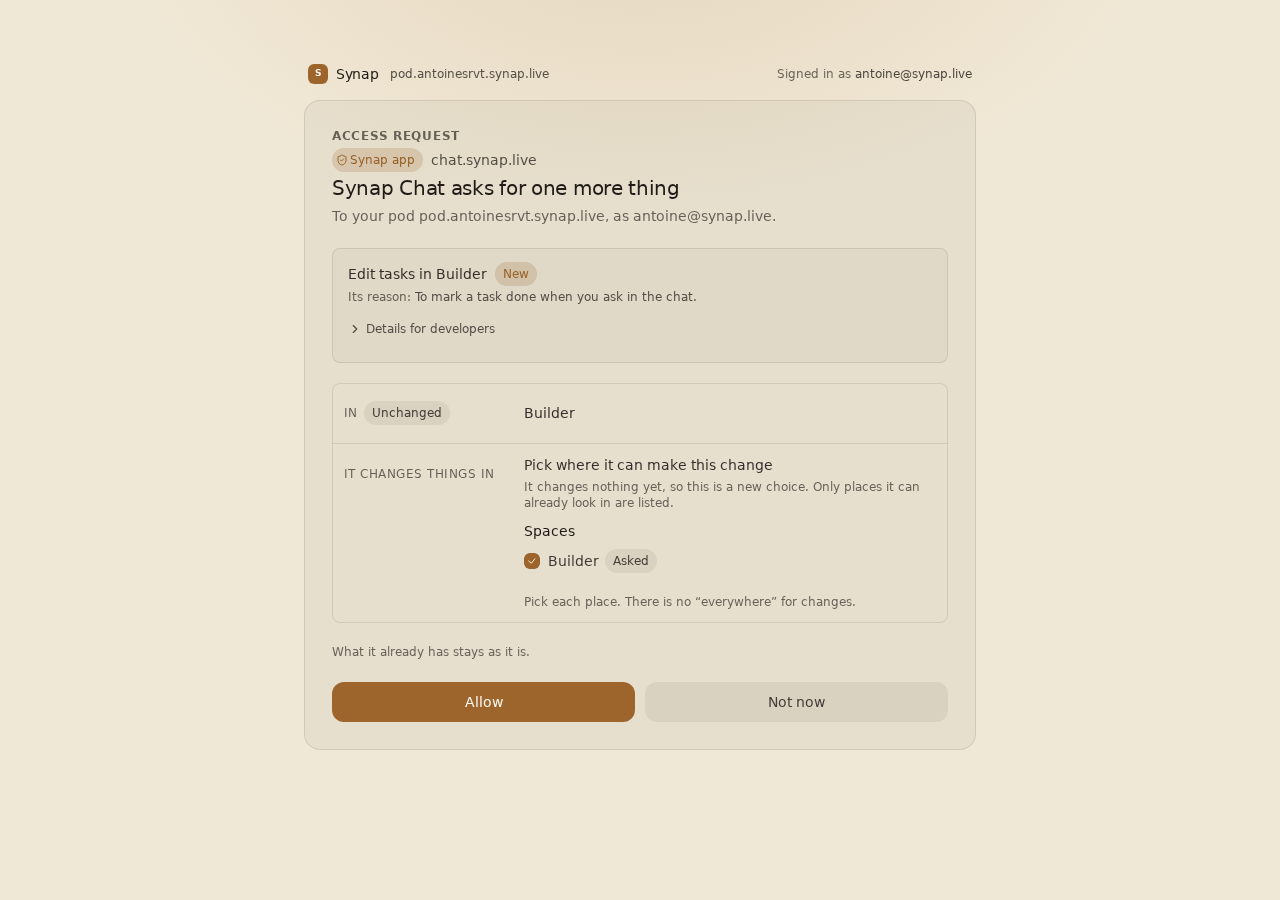 S Synap pod.antoinesrvt.synap.live Signed in as antoine@synap.live
ACCESS REQUEST
Synap app chat.synap.live
Synap Chat asks for one more thing
To your pod pod.antoinesrvt.synap.live, as antoine@synap.live.
Edit tasks in Builder New
Its reason: To mark a task done when you ask in the chat.
Details for developers
IN Unchanged Builder
IT CHANGES THINGS IN
Pick where it can make this change
It changes nothing yet, so this is a new choice. Only places it can
already look in are listed.
Spaces
Builder Asked
Pick each place. There is no “everywhere” for changes.
What it already has stays as it is.
Allow Not now